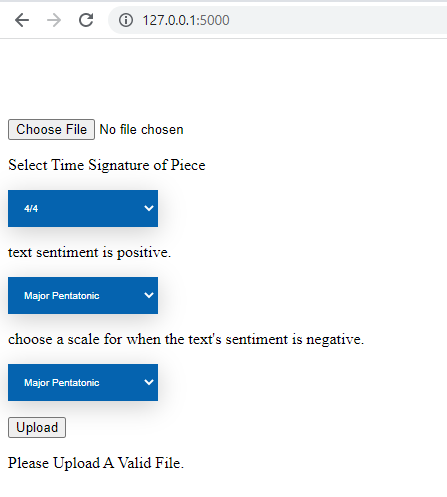 127.0.0.1:5000
Choose File No file chosen
Select Time Signature of Piece
4/4
text sentiment is positive.
Major Pentatonic
choose a scale for when the text's sentiment is negative.
Major Pentatonic
Upload
Please Upload A Valid File.